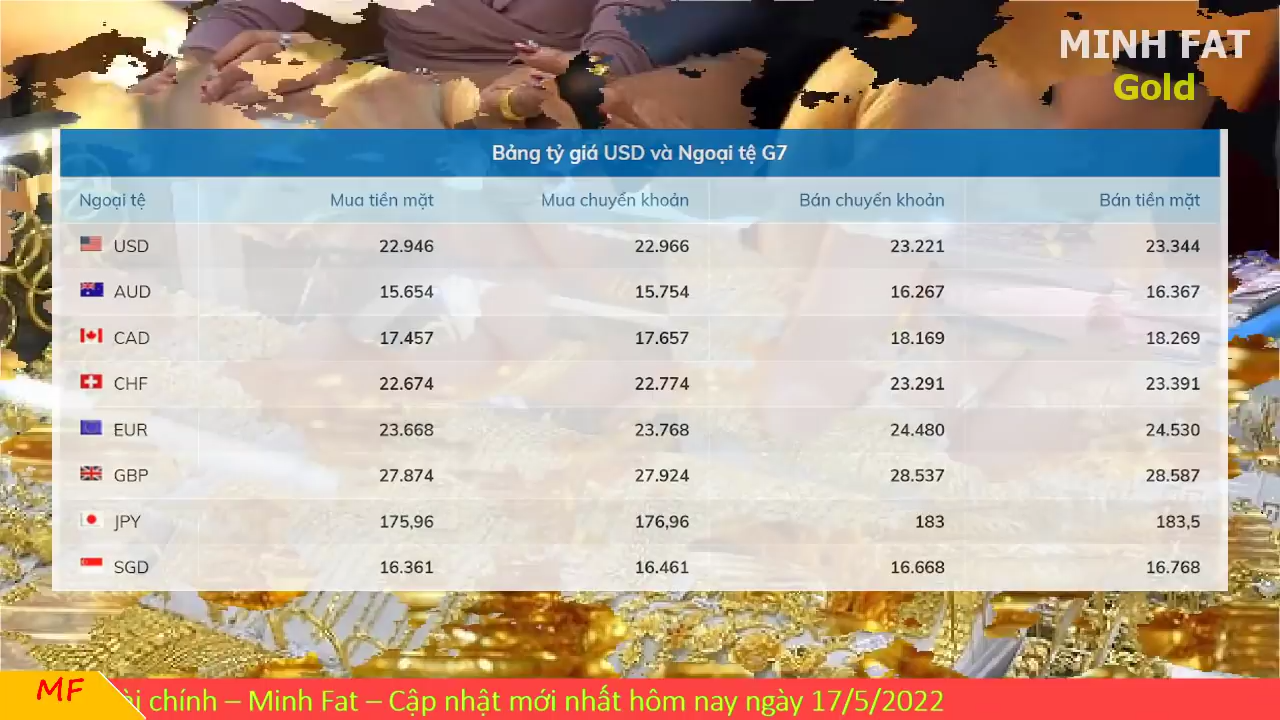 MINH FAT
Gold
Bảng tỷ giá USD và Ngoại tệ G7
Ngoại tệ Mua tiền mặt Mua chuyển khoản Bán chuyển khoản Bán tiền mặt
USD 22.946 22.966 23.221 23.344
AUD 15.654 15.754 16.267 16.367
CAD 17.457 17.657 18.169 18.269
CHF 22.674 22.774 23.291 23.391
EUR 23.668 23.768 24.480 24.530
GBP 27.874 27.924 28.537 28.587
JPY 175,96 176,96 183 183,5
SGD 16.361 16.461 16.668 16.768
MF chính – Minh Fat – Cập nhật mới nhất hôm nay ngày 17/5/2022